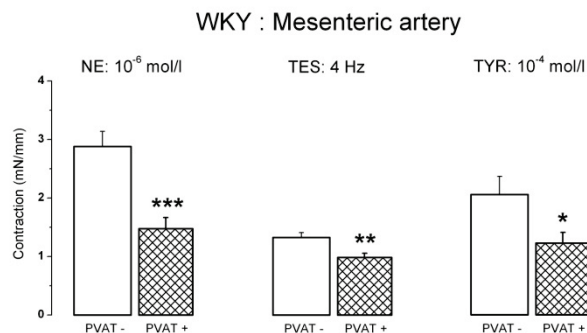 WKY : Mesenteric artery
NE: 10⁻⁶ mol/l TES: 4 Hz TYR: 10⁻⁴ mol/l
Contraction (mN/mm)
4
3
2
1
0
***
**
*
PVAT - PVAT + PVAT - PVAT + PVAT - PVAT +